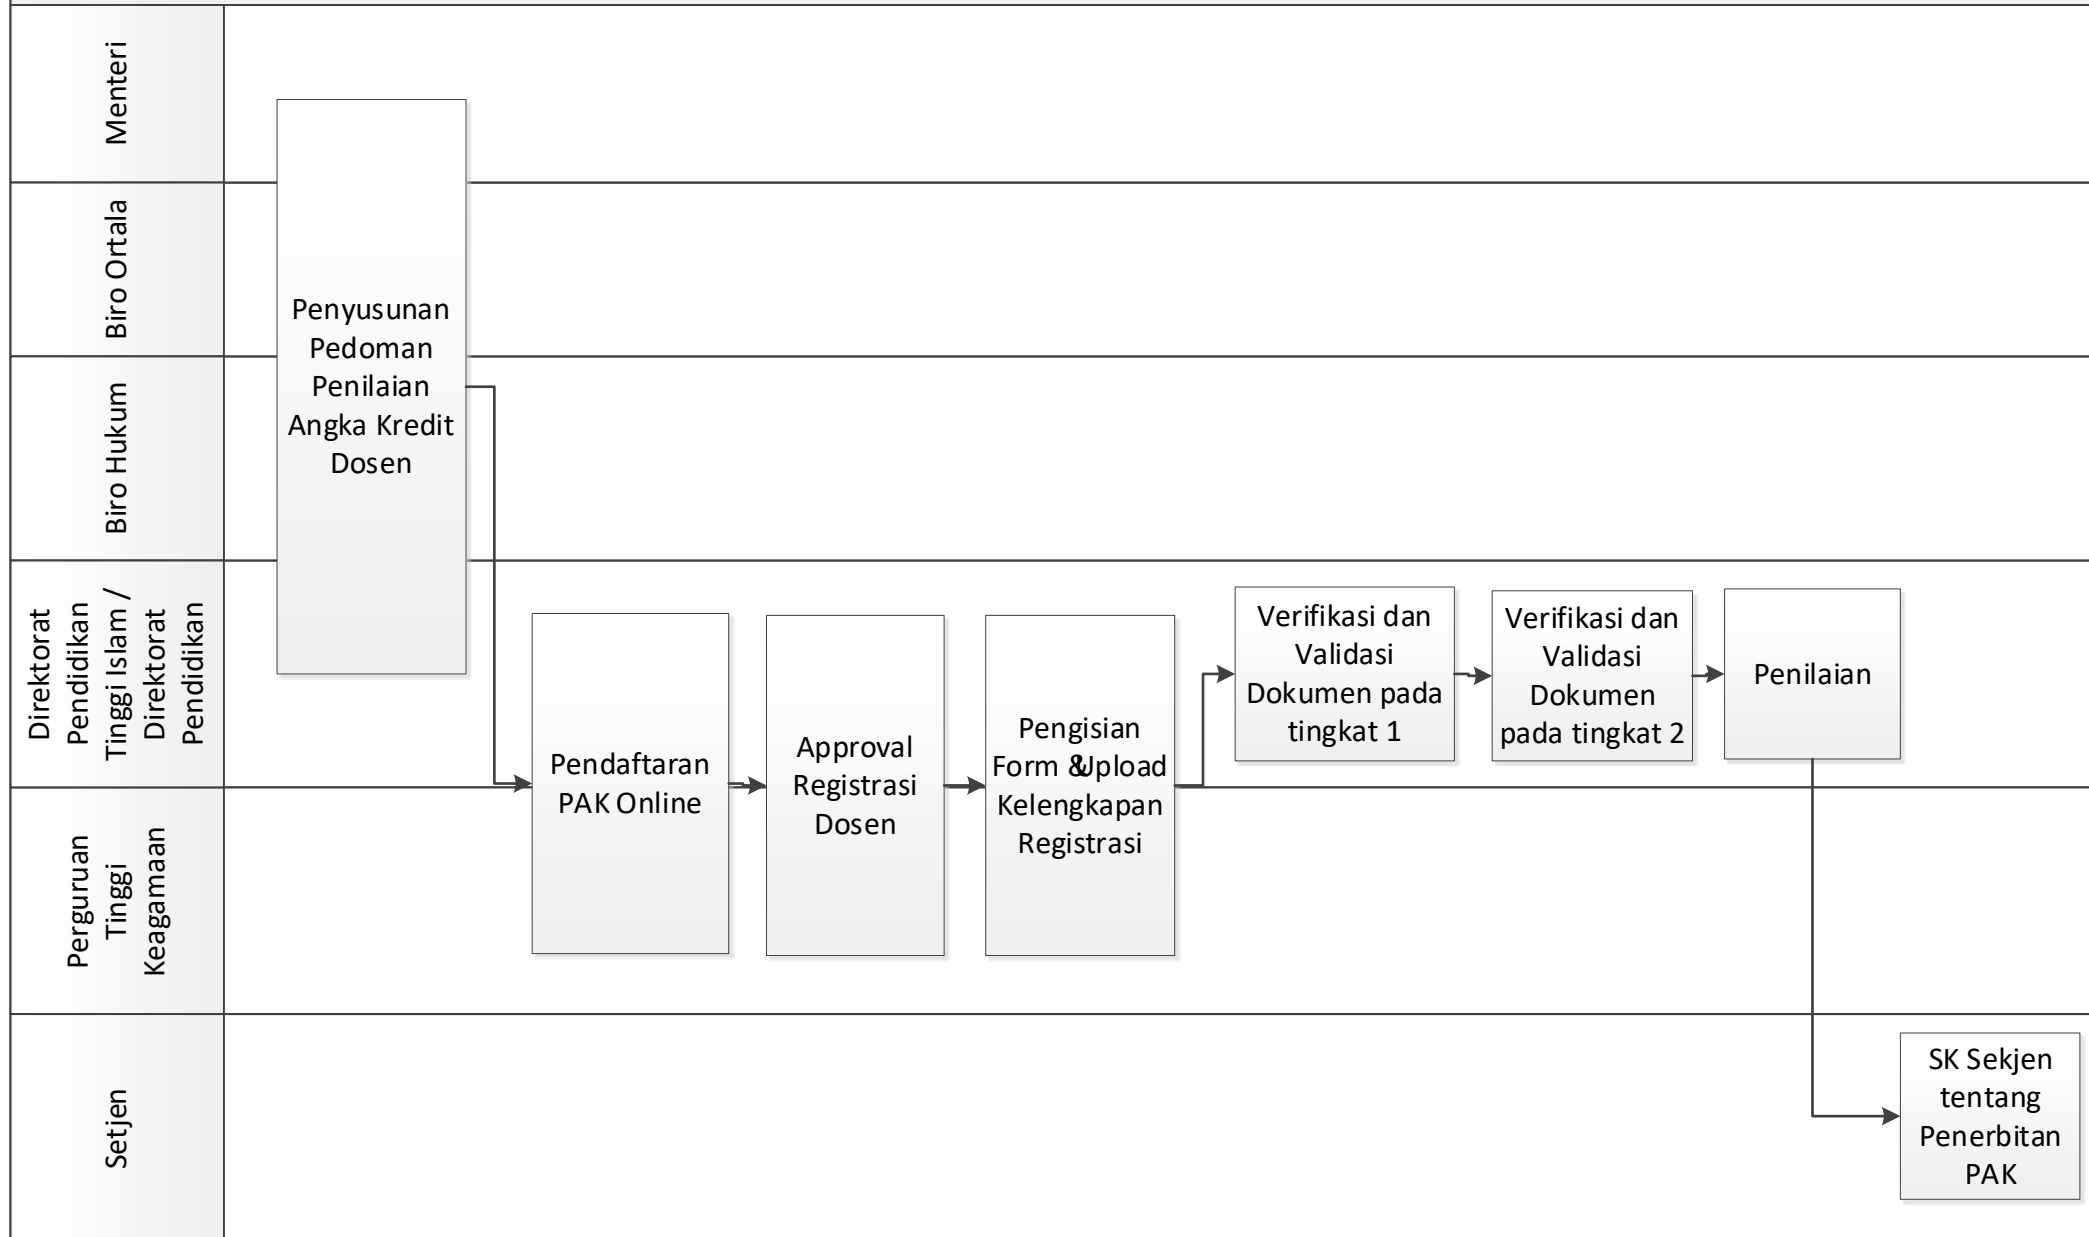 Menteri
Biro Ortala
Biro Hukum
Direktorat
Pendidikan
Tinggi Islam /
Direktorat
Pendidikan
Perguruan
Tinggi
Keagamaan
Setjen
Penyusunan
Pedoman
Penilaian
Angka Kredit
Dosen
Pendaftaran
PAK Online
Approval
Registrasi
Dosen
Pengisian
Form &Upload
Kelengkapan
Registrasi
Verifikasi dan
Validasi
Dokumen pada
tingkat 1
Verifikasi dan
Validasi
Dokumen
pada tingkat 2
Penilaian
SK Sekjen
tentang
Penerbitan
PAK